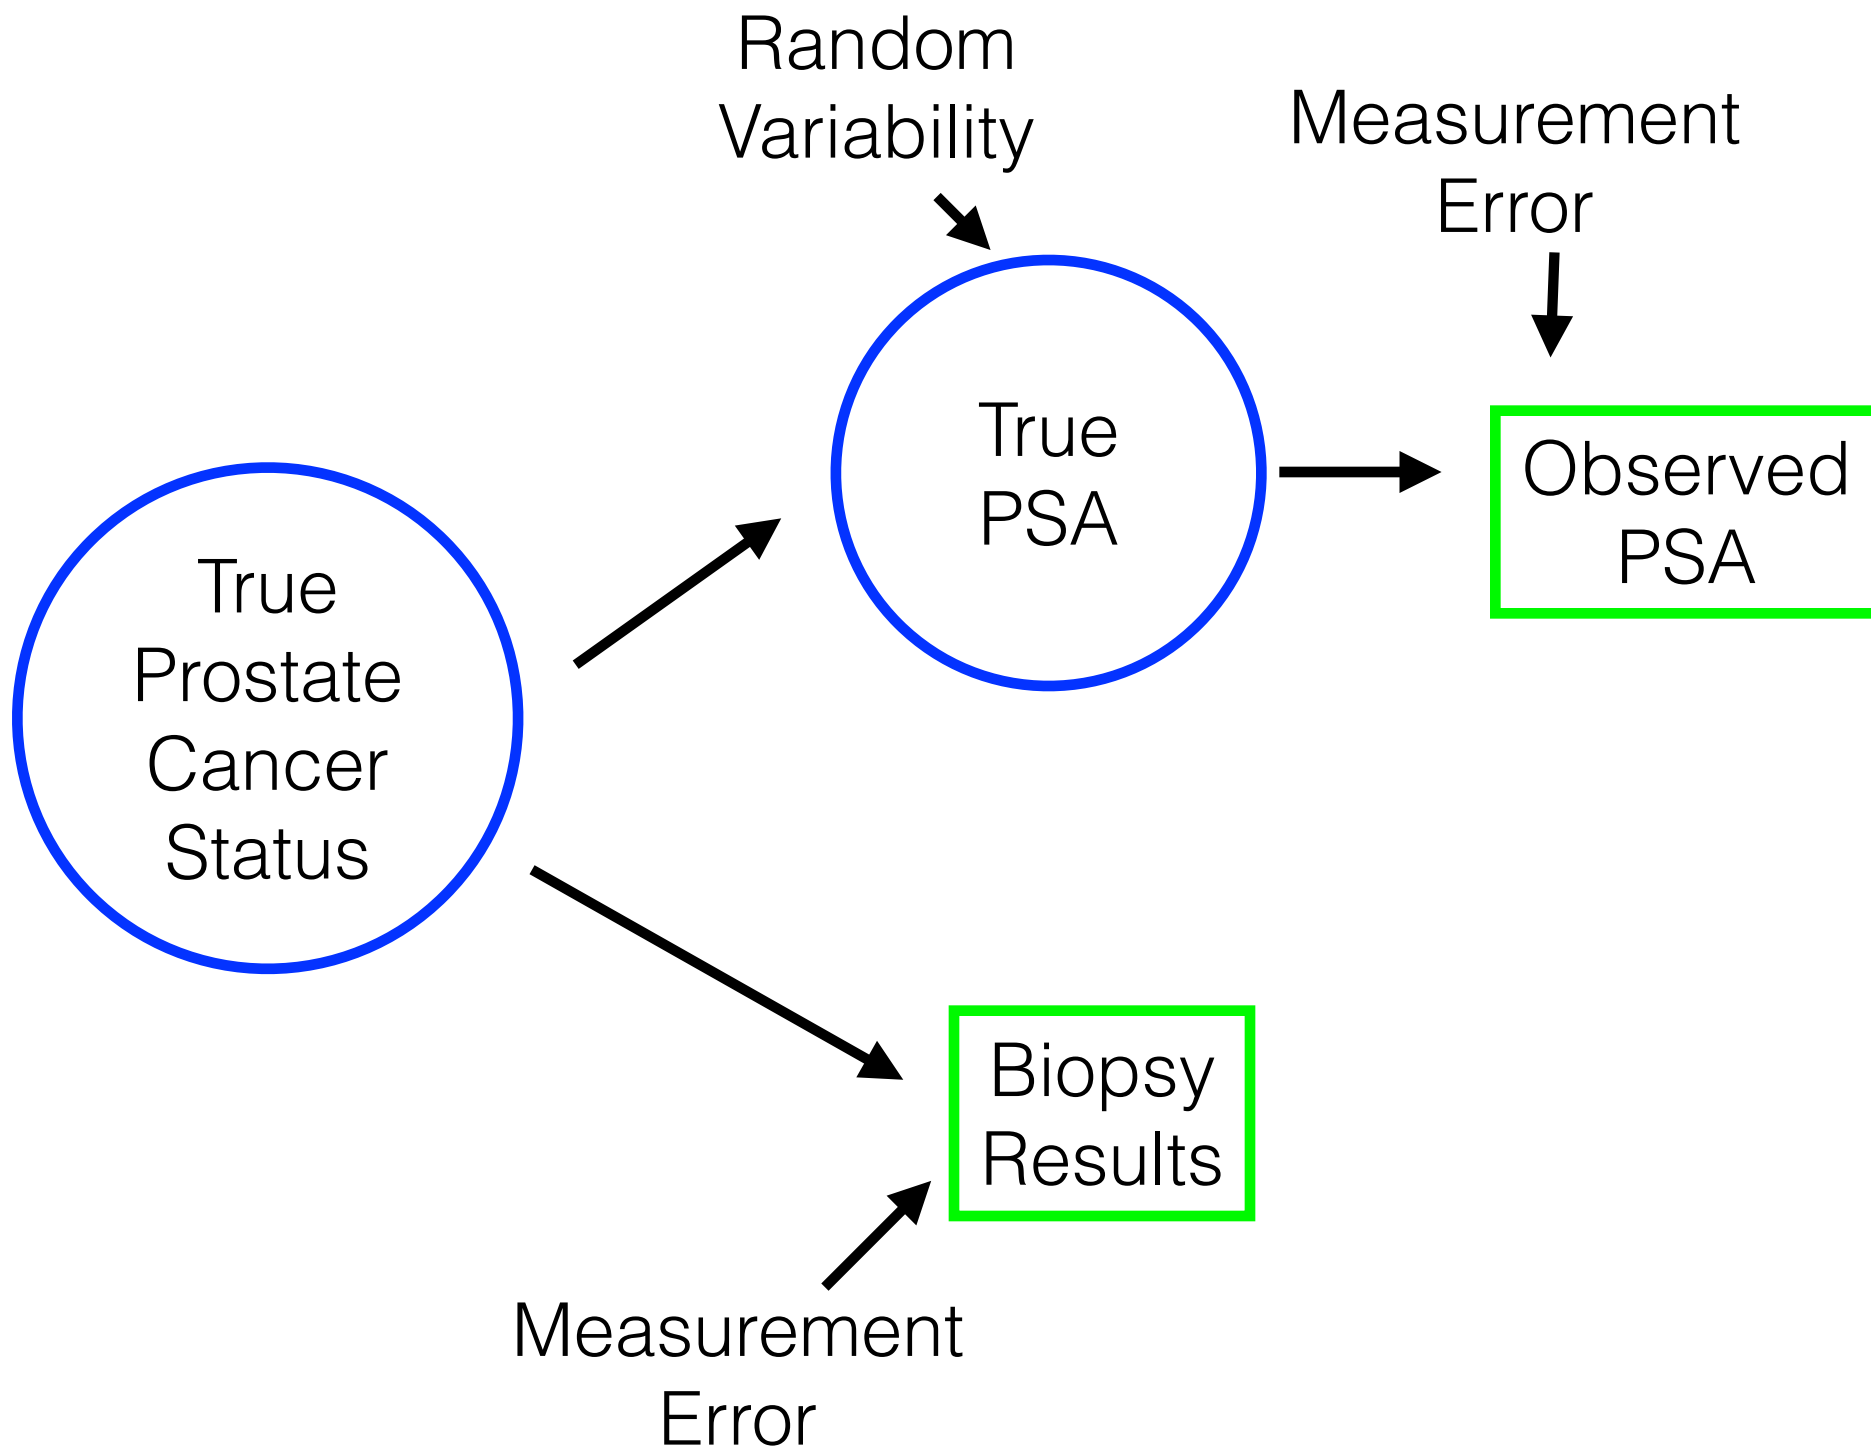 Random
Variability
Measurement
Error
True
PSA
Observed
PSA
True
Prostate
Cancer
Status
Biopsy
Results
Measurement
Error